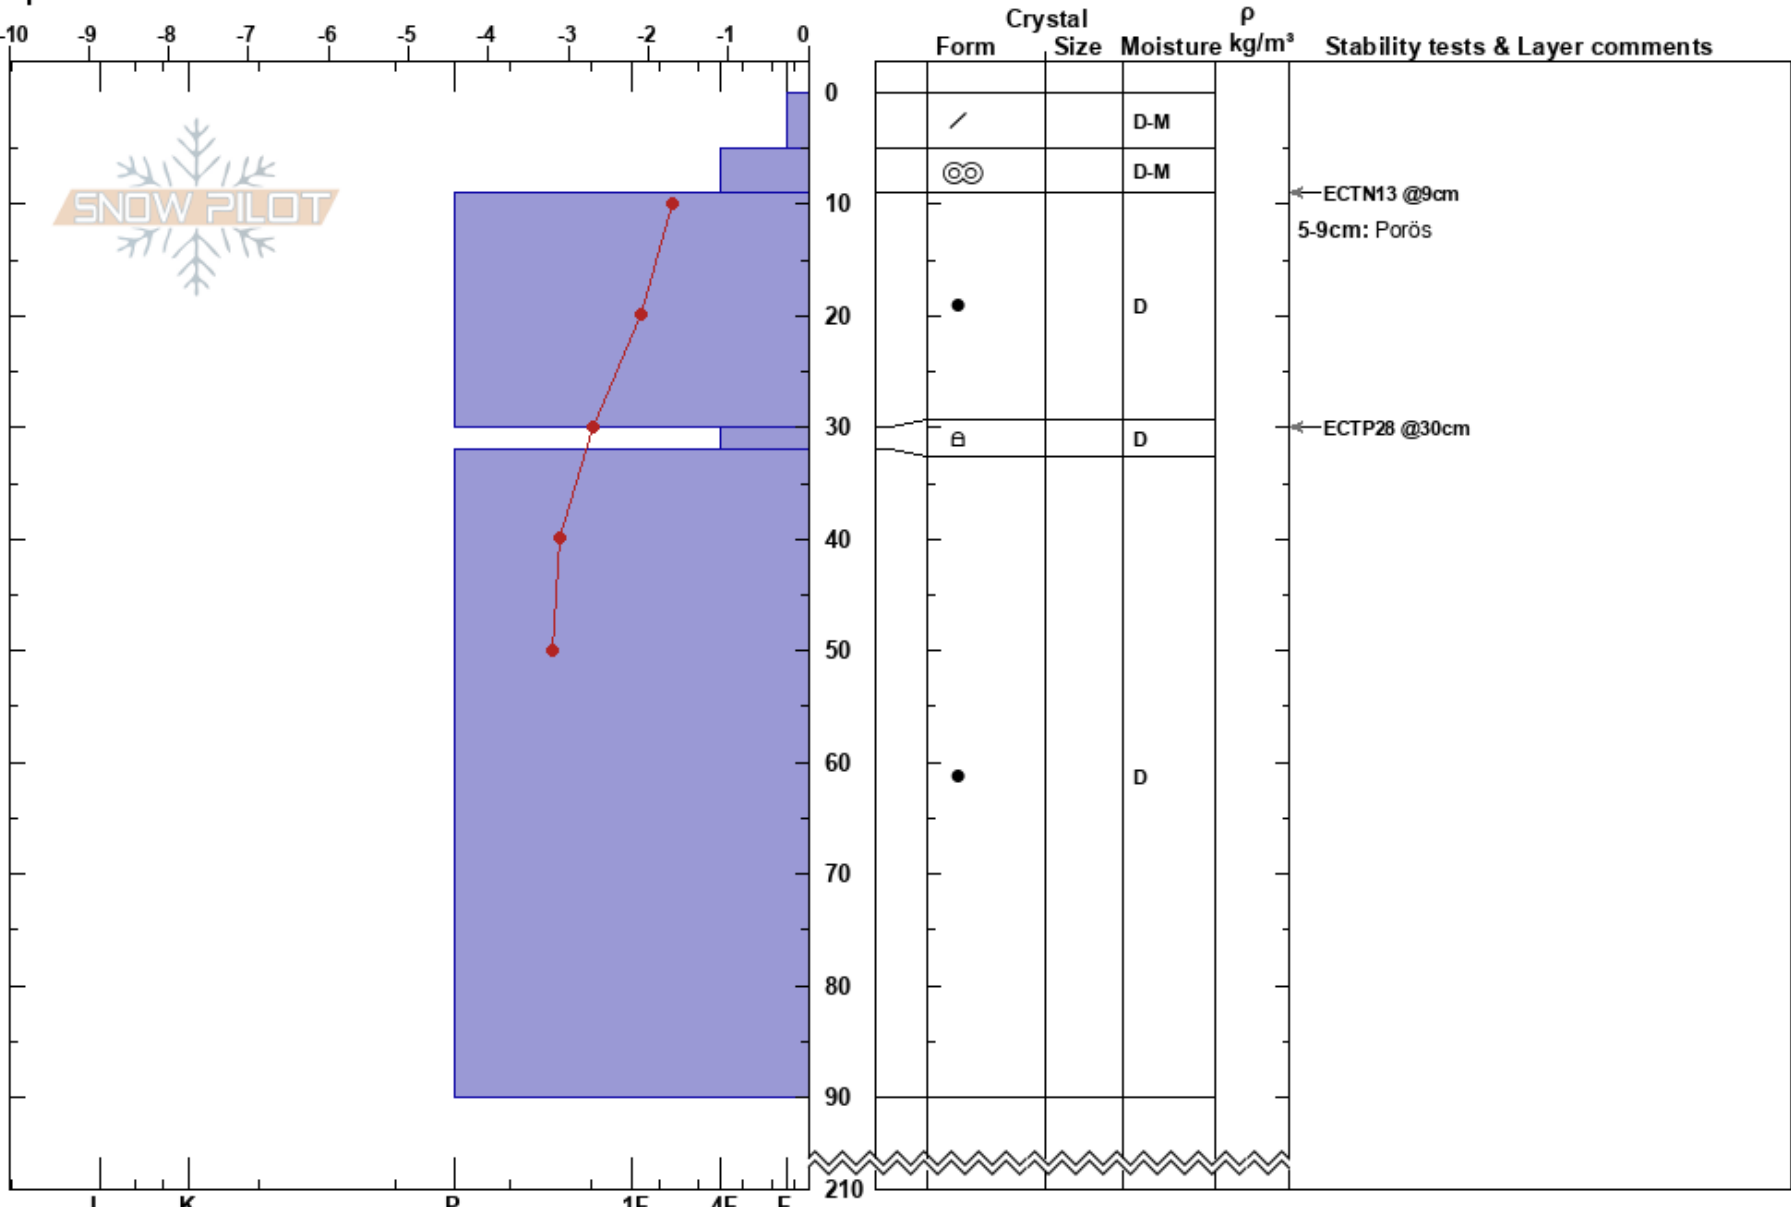 Crystal ρ
-10 -9 -8 -7 -6 -5 -4 -3 -2 -1 0 Form Size Moisture kg/m³ Stability tests & Layer comments
0
D-M
D-M
SNOW PILOT
ECTN13 @9cm
10
5-9cm: Porös
D
20
30 ECTP28 @30cm
D
40
50
60
D
70
80
90
210